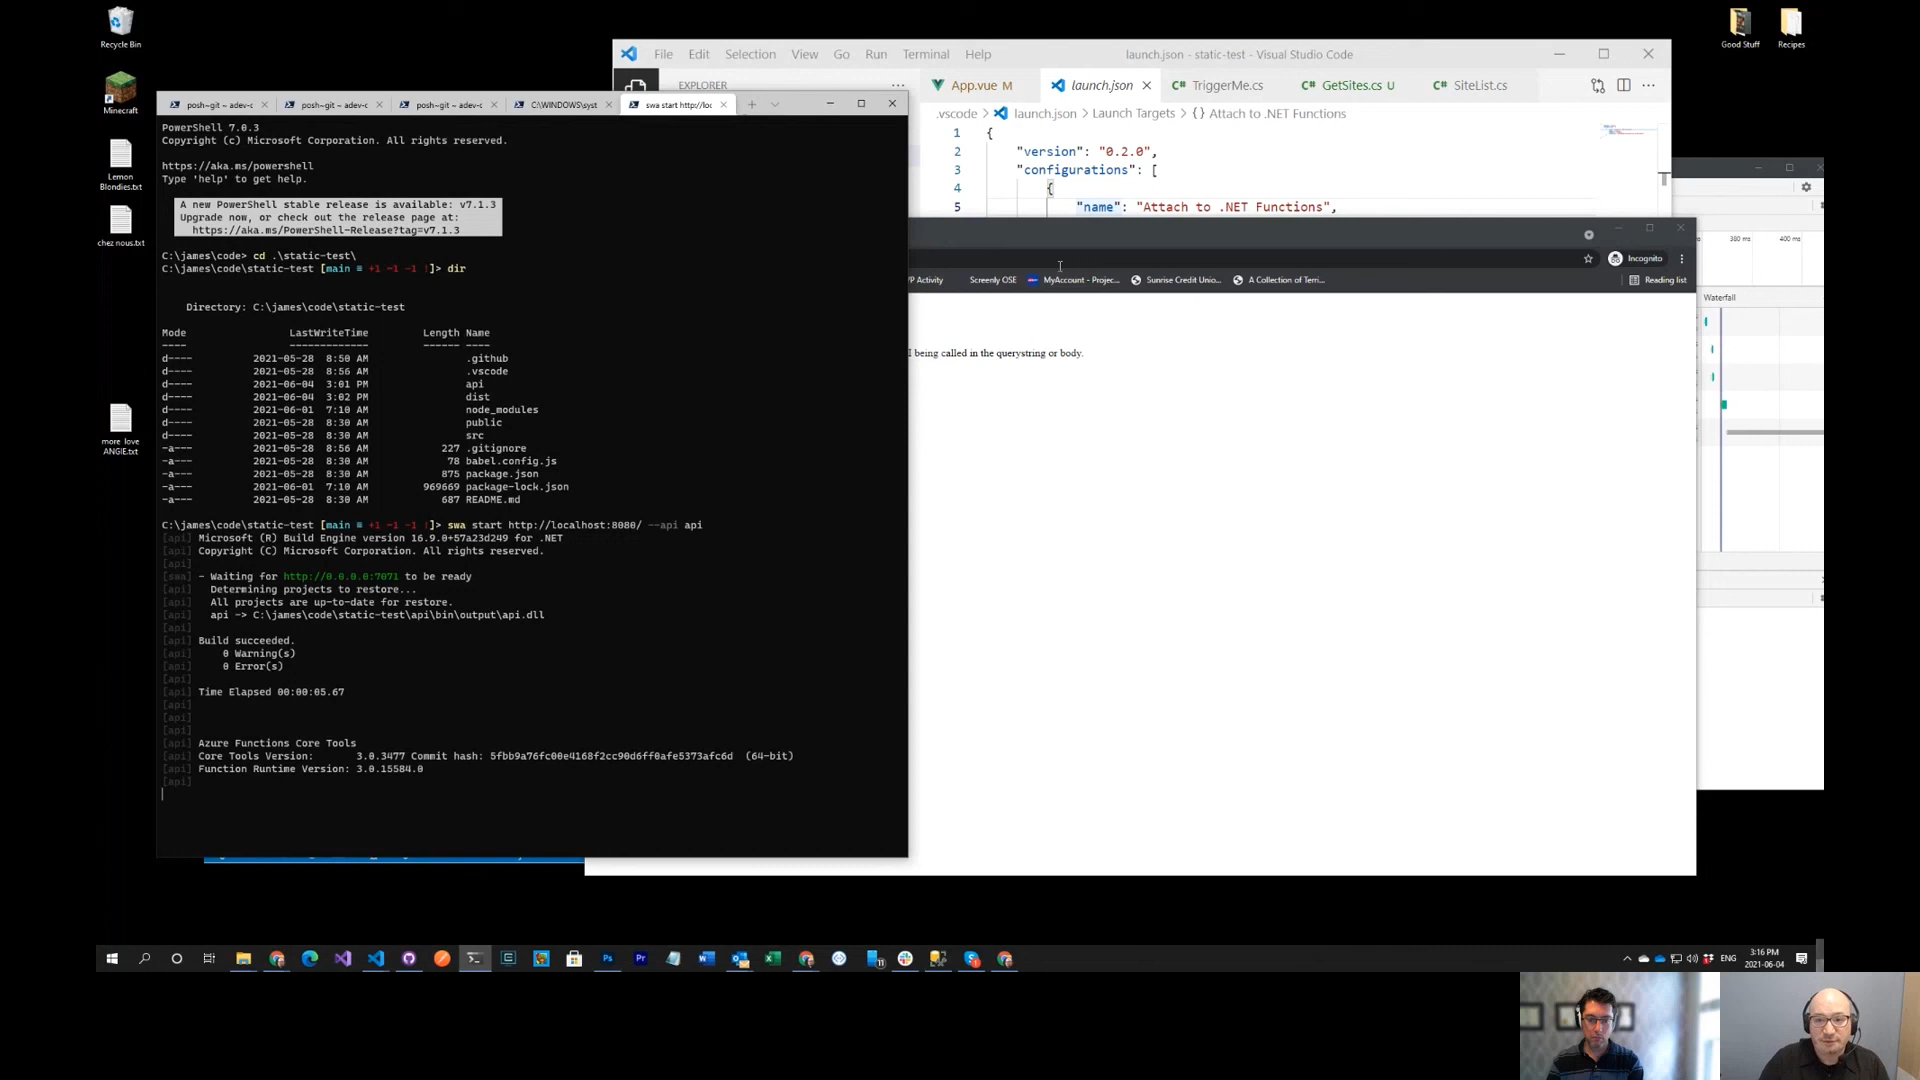 Recycle Bin
Minecraft
Lemon
Blondies.txt
chez nous.txt
more love
ANGIE.txt
Good Stuff
Recipes
File Edit Selection View Go Run Terminal Help
launch.json - static-test - Visual Studio Code
EXPLORER
App.vue M
launch.json
TriggerMe.cs
GetSites.cs U
SiteList.cs
.vscode > launch.json > Launch Targets > {} Attach to .NET Functions
1 {
2 "version": "0.2.0",
3 "configurations": [
4 {
5 "name": "Attach to .NET Functions",
posh~git ~ adev-c
posh~git ~ adev-c
posh~git ~ adev-c
C:\WINDOWS\syst
swa start http://loc
PowerShell 7.0.3
Copyright (c) Microsoft Corporation. All rights reserved.
https://aka.ms/powershell
Type 'help' to get help.
A new PowerShell stable release is available: v7.1.3
Upgrade now, or check out the release page at:
https://aka.ms/PowerShell-Release?tag=v7.1.3
C:\james\code> cd .\static-test\
C:\james\code\static-test [main ≡ +1 ~1 -1 !]> dir
Directory: C:\james\code\static-test
Mode LastWriteTime Length Name
---- ------------- ------ ----
d---- 2021-05-28 8:50 AM .github
d---- 2021-05-28 8:56 AM .vscode
d---- 2021-06-04 3:01 PM api
d---- 2021-06-04 3:02 PM dist
d---- 2021-06-01 7:10 AM node_modules
d---- 2021-05-28 8:30 AM public
d---- 2021-05-28 8:30 AM src
-a--- 2021-05-28 8:56 AM 227 .gitignore
-a--- 2021-05-28 8:30 AM 78 babel.config.js
-a--- 2021-05-28 8:30 AM 875 package.json
-a--- 2021-06-01 7:10 AM 969669 package-lock.json
-a--- 2021-05-28 8:30 AM 687 README.md
C:\james\code\static-test [main ≡ +1 ~1 -1 !]> swa start http://localhost:8080/ --api api
[api] Microsoft (R) Build Engine version 16.9.0+57a23d249 for .NET
[api] Copyright (C) Microsoft Corporation. All rights reserved.
[api]
[swa] - Waiting for http://0.0.0.0:7071 to be ready
[api] Determining projects to restore...
[api] All projects are up-to-date for restore.
[api] api -> C:\james\code\static-test\api\bin\output\api.dll
[api]
[api] Build succeeded.
[api] 0 Warning(s)
[api] 0 Error(s)
[api]
[api] Time Elapsed 00:00:05.67
[api]
[api]
[api]
[api] Azure Functions Core Tools
[api] Core Tools Version: 3.0.3477 Commit hash: 5fbb9a76fc00e4168f2cc90d6ff0afe5373afc6d (64-bit)
[api] Function Runtime Version: 3.0.15584.0
[api]
Incognito
P Activity
Screenly OSE
MyAccount - Projec...
Sunrise Credit Unio...
A Collection of Terri...
Reading list
I being called in the querystring or body.
380 ms 400 ms
Waterfall
ENG
3:16 PM
2021-06-04